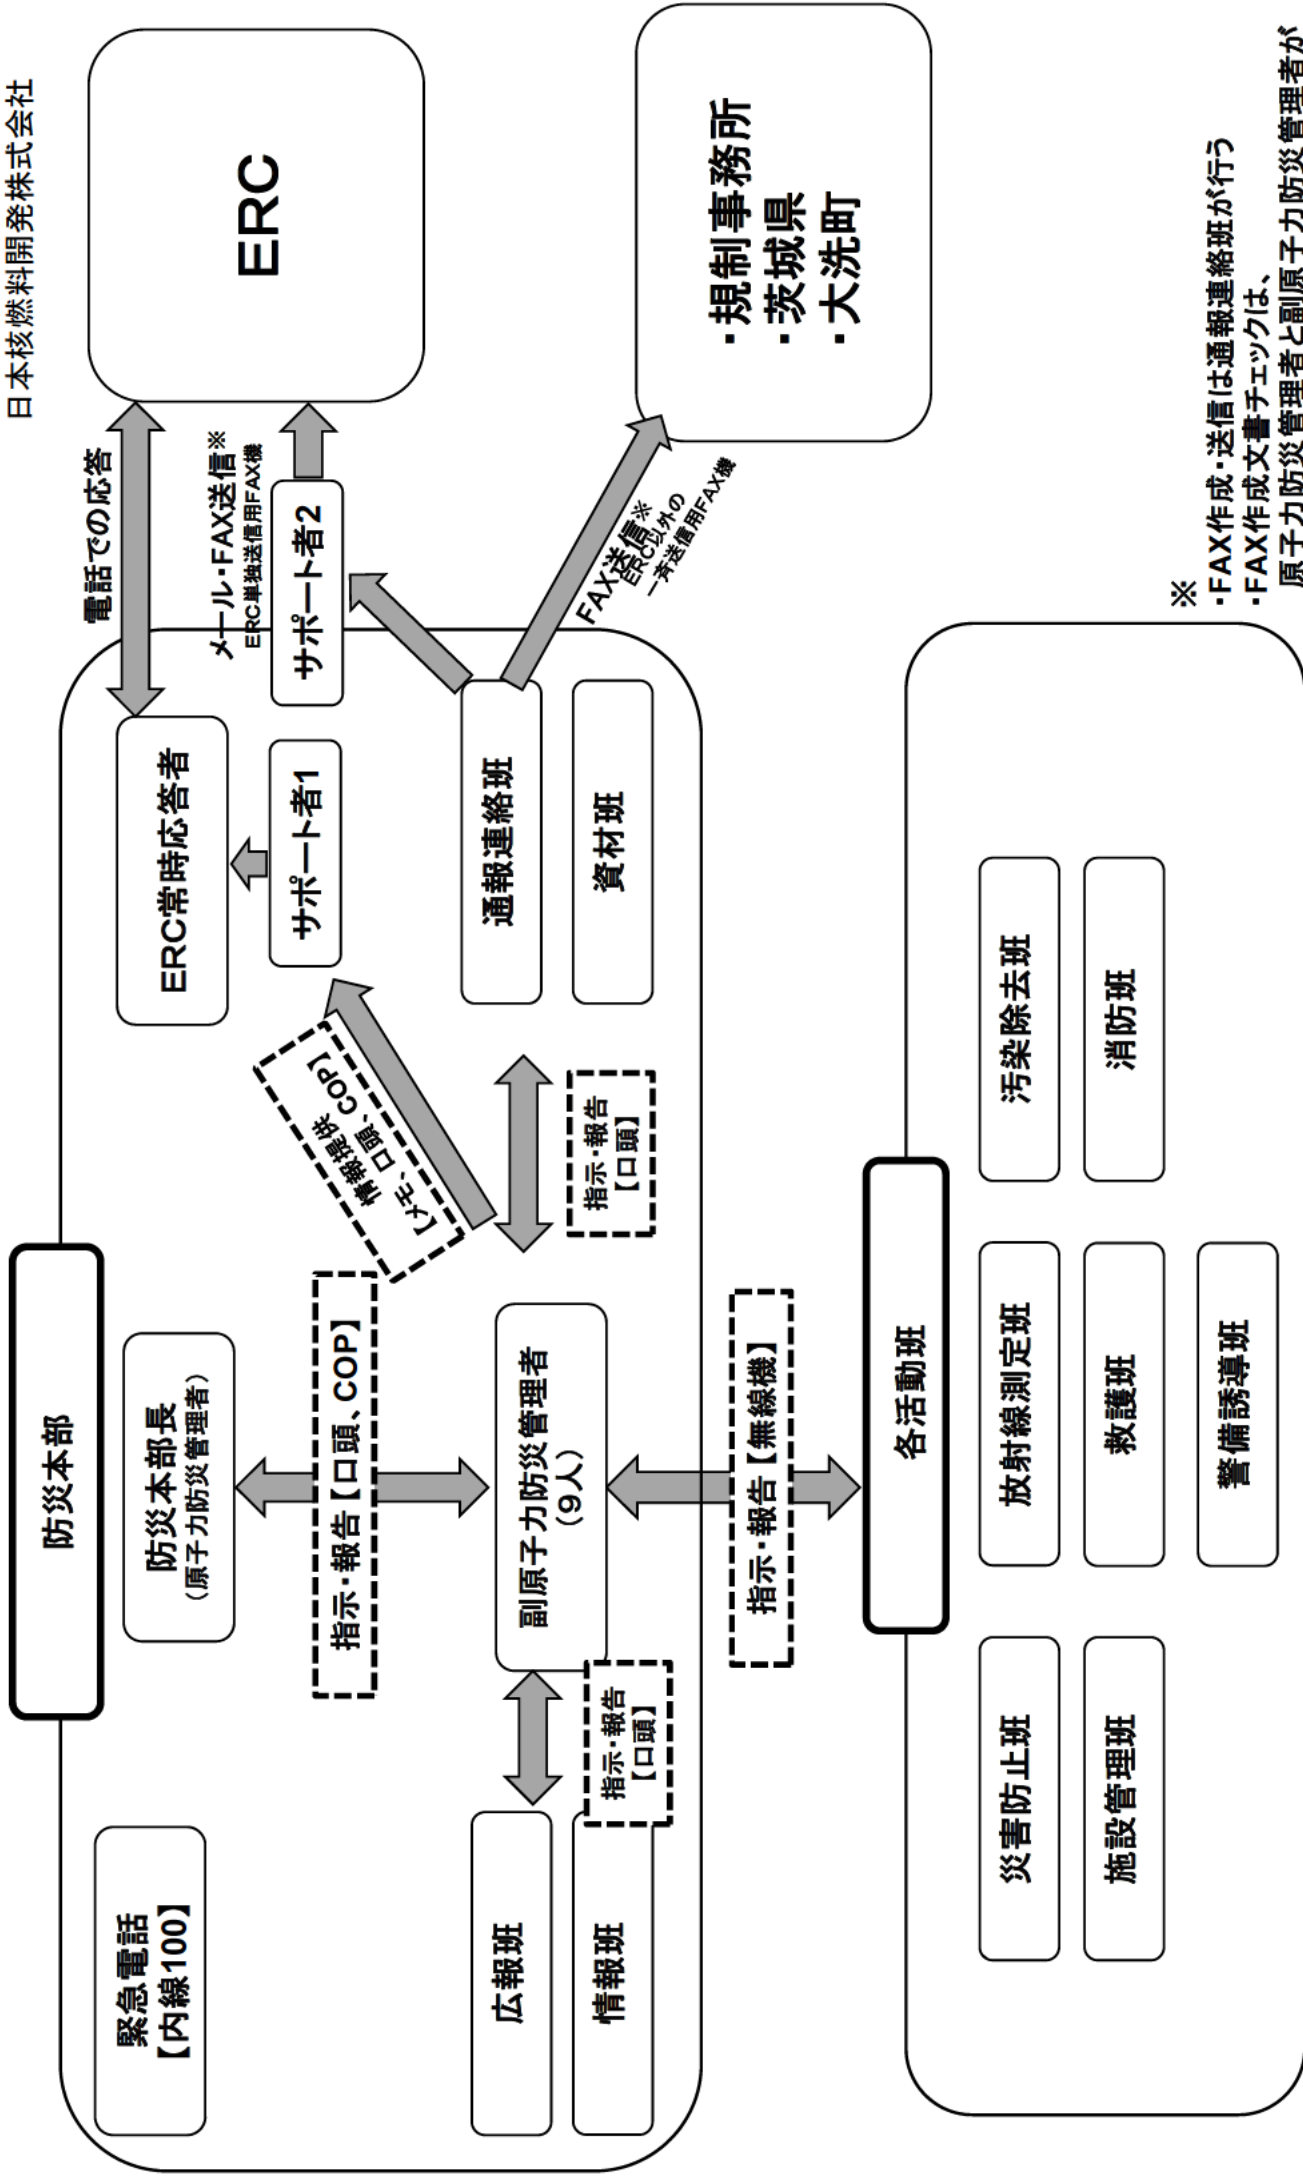 日本核燃料開発株式会社
防災本部
緊急電話
【内線100】
防災本部長
（原子力防災管理者）
ERC常時応答者
電話での応答
ERC
サポート者1
サポート者2
メール・FAX送信※
ERC単独送信用FAX機
指示・報告【口頭、COP】
情報提供
【メモ、口頭、COP】
広報班
情報班
指示・報告
【口頭】
副原子力防災管理者
（9人）
指示・報告
【口頭】
通報連絡班
資材班
FAX送信※
ERC以外の
一斉送信用FAX機
・規制事務所
・茨城県
・大洗町
指示・報告【無線機】
各活動班
災害防止班
放射線測定班
汚染除去班
施設管理班
救護班
消防班
警備誘導班
※
・FAX作成・送信は通報連絡班が行う
・FAX作成文書チェックは、
原子力防災管理者と副原子力防災管理者が